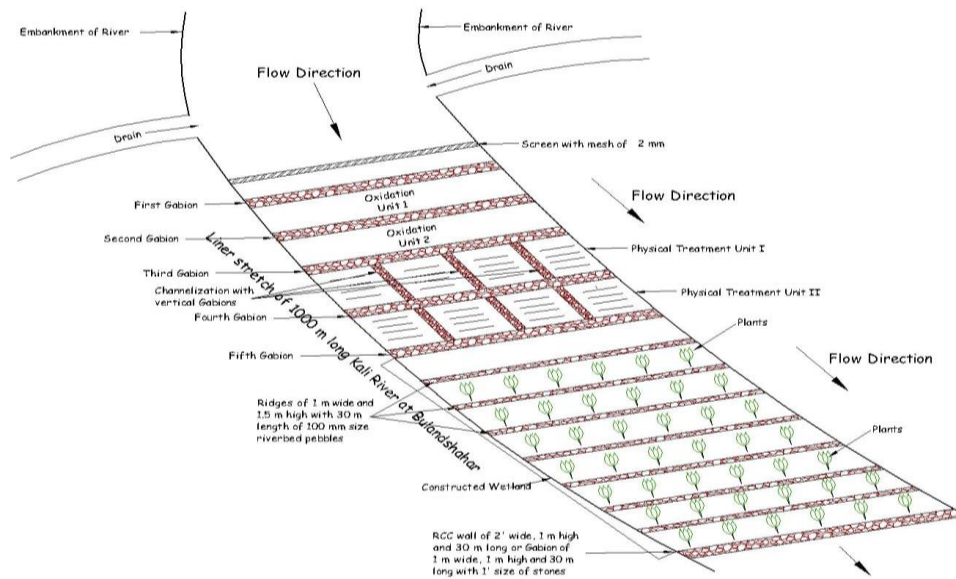 Embankment of River
Embankment of River
Flow Direction
Drain
Drain
Screen with mesh of 2 mm
Oxidation
Unit 1
Flow Direction
First Gabion
Oxidation
Unit 2
Second Gabion
Physical Treatment Unit I
Third Gabion
Channelization with
vertical Gabions
Physical Treatment Unit II
Fourth Gabion
Plants
Fifth Gabion
Flow Direction
Liner stretch of 1000 m long Kali River at Bulandshahar
Ridges of 1 m wide and
1.5 m high with 30 m
length of 100 mm size
riverbed pebbles
Plants
Constructed Wetland
RCC wall of 2' wide, 1 m high
and 30 m long or Gabion of
1 m wide, 1 m high and 30 m
long with 1' size of stones